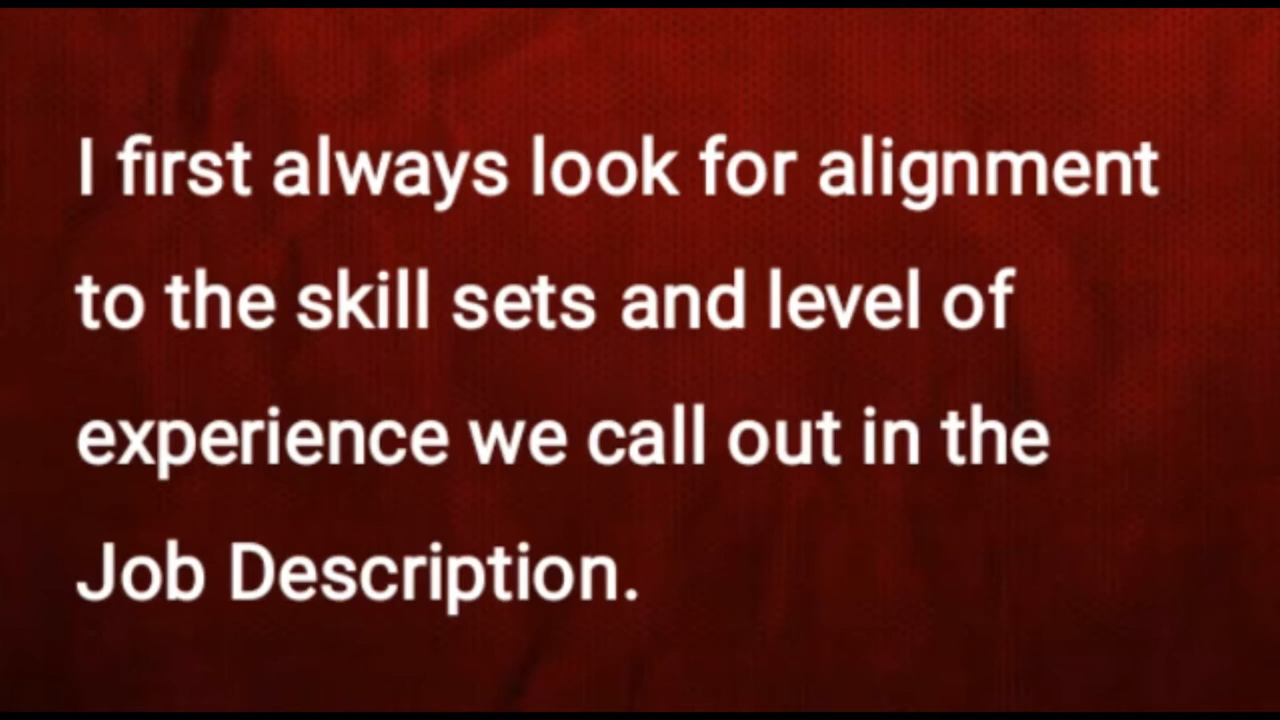 I first always look for alignment
to the skill sets and level of
experience we call out in the
Job Description.